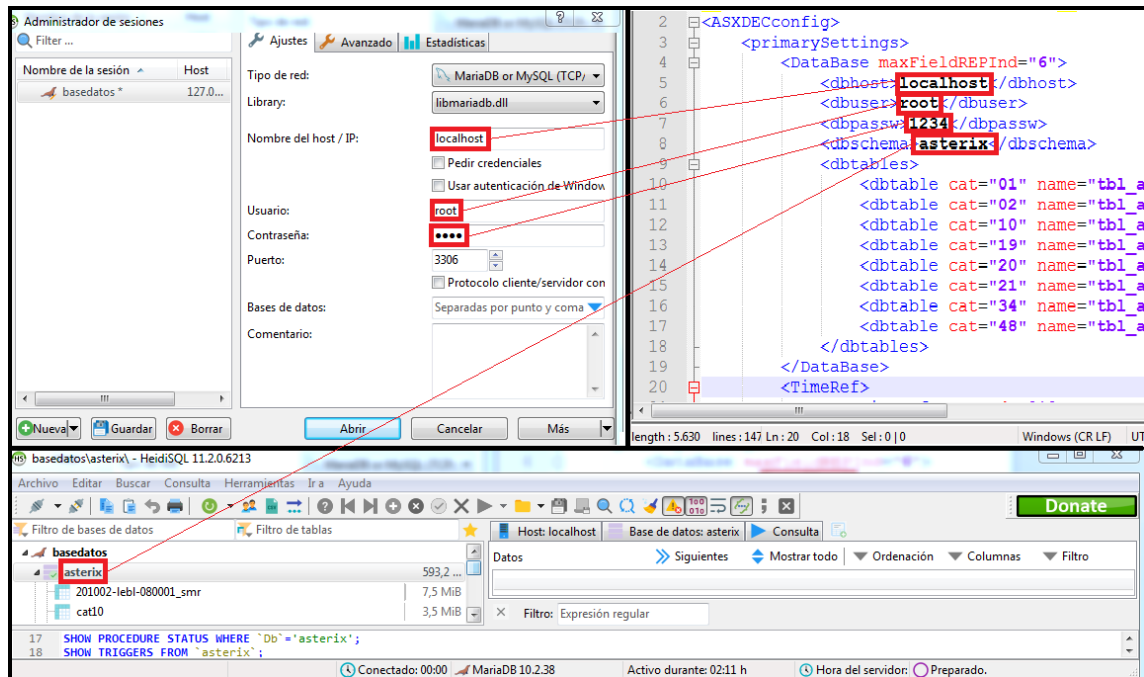 Administrador de sesiones
Filter ...
Nombre de la sesión Host
basedatos * 127.0...
Nueva Guardar Borrar
Ajustes Avanzado Estadísticas
Tipo de red: MariaDB or MySQL (TCP/
Library: libmariadb.dll
Nombre del host / IP: localhost
Pedir credenciales
Usar autenticación de Window
Usuario: root
Contraseña: ••••
Puerto: 3306
Protocolo cliente/servidor con
Bases de datos: Separadas por punto y coma
Comentario:
Abrir Cancelar Más
2 <ASXDECconfig>
3 <primarySettings>
4 <DataBase maxFieldREPInd="6">
5 <dbhost>localhost</dbhost>
6 <dbuser>root</dbuser>
7 <dbpassw>1234</dbpassw>
8 <dbschema>asterix</dbschema>
9 <dbtables>
10 <dbtable cat="01" name="tbl_a
11 <dbtable cat="02" name="tbl_a
12 <dbtable cat="10" name="tbl_a
13 <dbtable cat="19" name="tbl_a
14 <dbtable cat="20" name="tbl_a
15 <dbtable cat="21" name="tbl_a
16 <dbtable cat="34" name="tbl_a
17 <dbtable cat="48" name="tbl_a
18 </dbtables>
19 </DataBase>
20 <TimeRef>
length : 5.630 lines : 147 Ln : 20 Col : 18 Sel : 0 | 0 Windows (CR LF) UT
basedatos\asterix\ - HeidiSQL 11.2.0.6213
Archivo Editar Buscar Consulta Herramientas Ir a Ayuda
Donate
Filtro de bases de datos Filtro de tablas
Host: localhost Base de datos: asterix Consulta
basedatos
asterix 593,2 ...
201002-lebl-080001_smr 7,5 MiB
cat10 3,5 MiB
Datos Siguientes Mostrar todo Ordenación Columnas Filtro
Filtro: Expresión regular
17 SHOW PROCEDURE STATUS WHERE `Db`='asterix';
18 SHOW TRIGGERS FROM `asterix`;
Conectado: 00:00 MariaDB 10.2.38 Activo durante: 02:11 h Hora del servidor: Preparado.